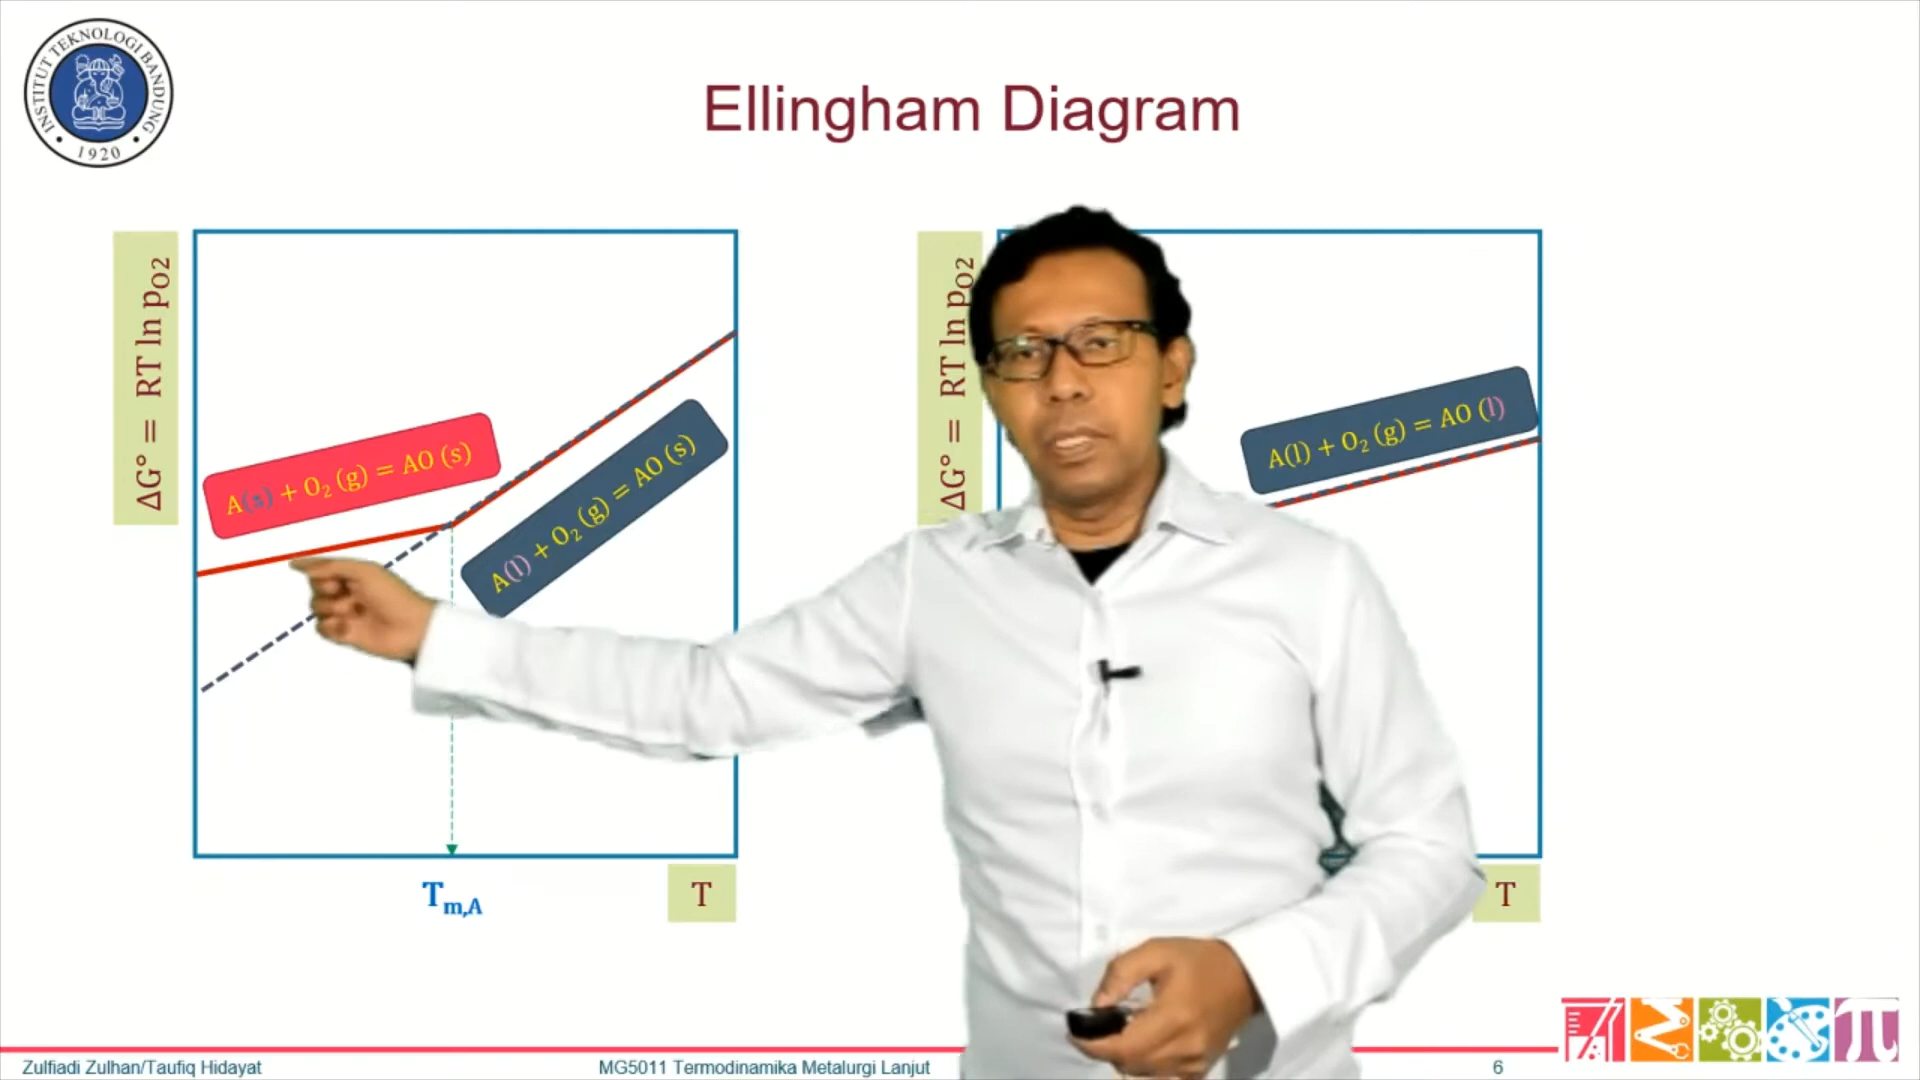 INSTITUT TEKNOLOGI BANDUNG
1920
Ellingham Diagram
ΔG° = RT ln pO2
A(s) + O₂ (g) = AO (s)
A(l) + O₂ (g) = AO (s)
Tm,A
T
ΔG° = RT ln pO2
A(l) + O₂ (g) = AO (l)
T
Zulfiadi Zulhan/Taufiq Hidayat
MG5011 Termodinamika Metalurgi Lanjut
6
π